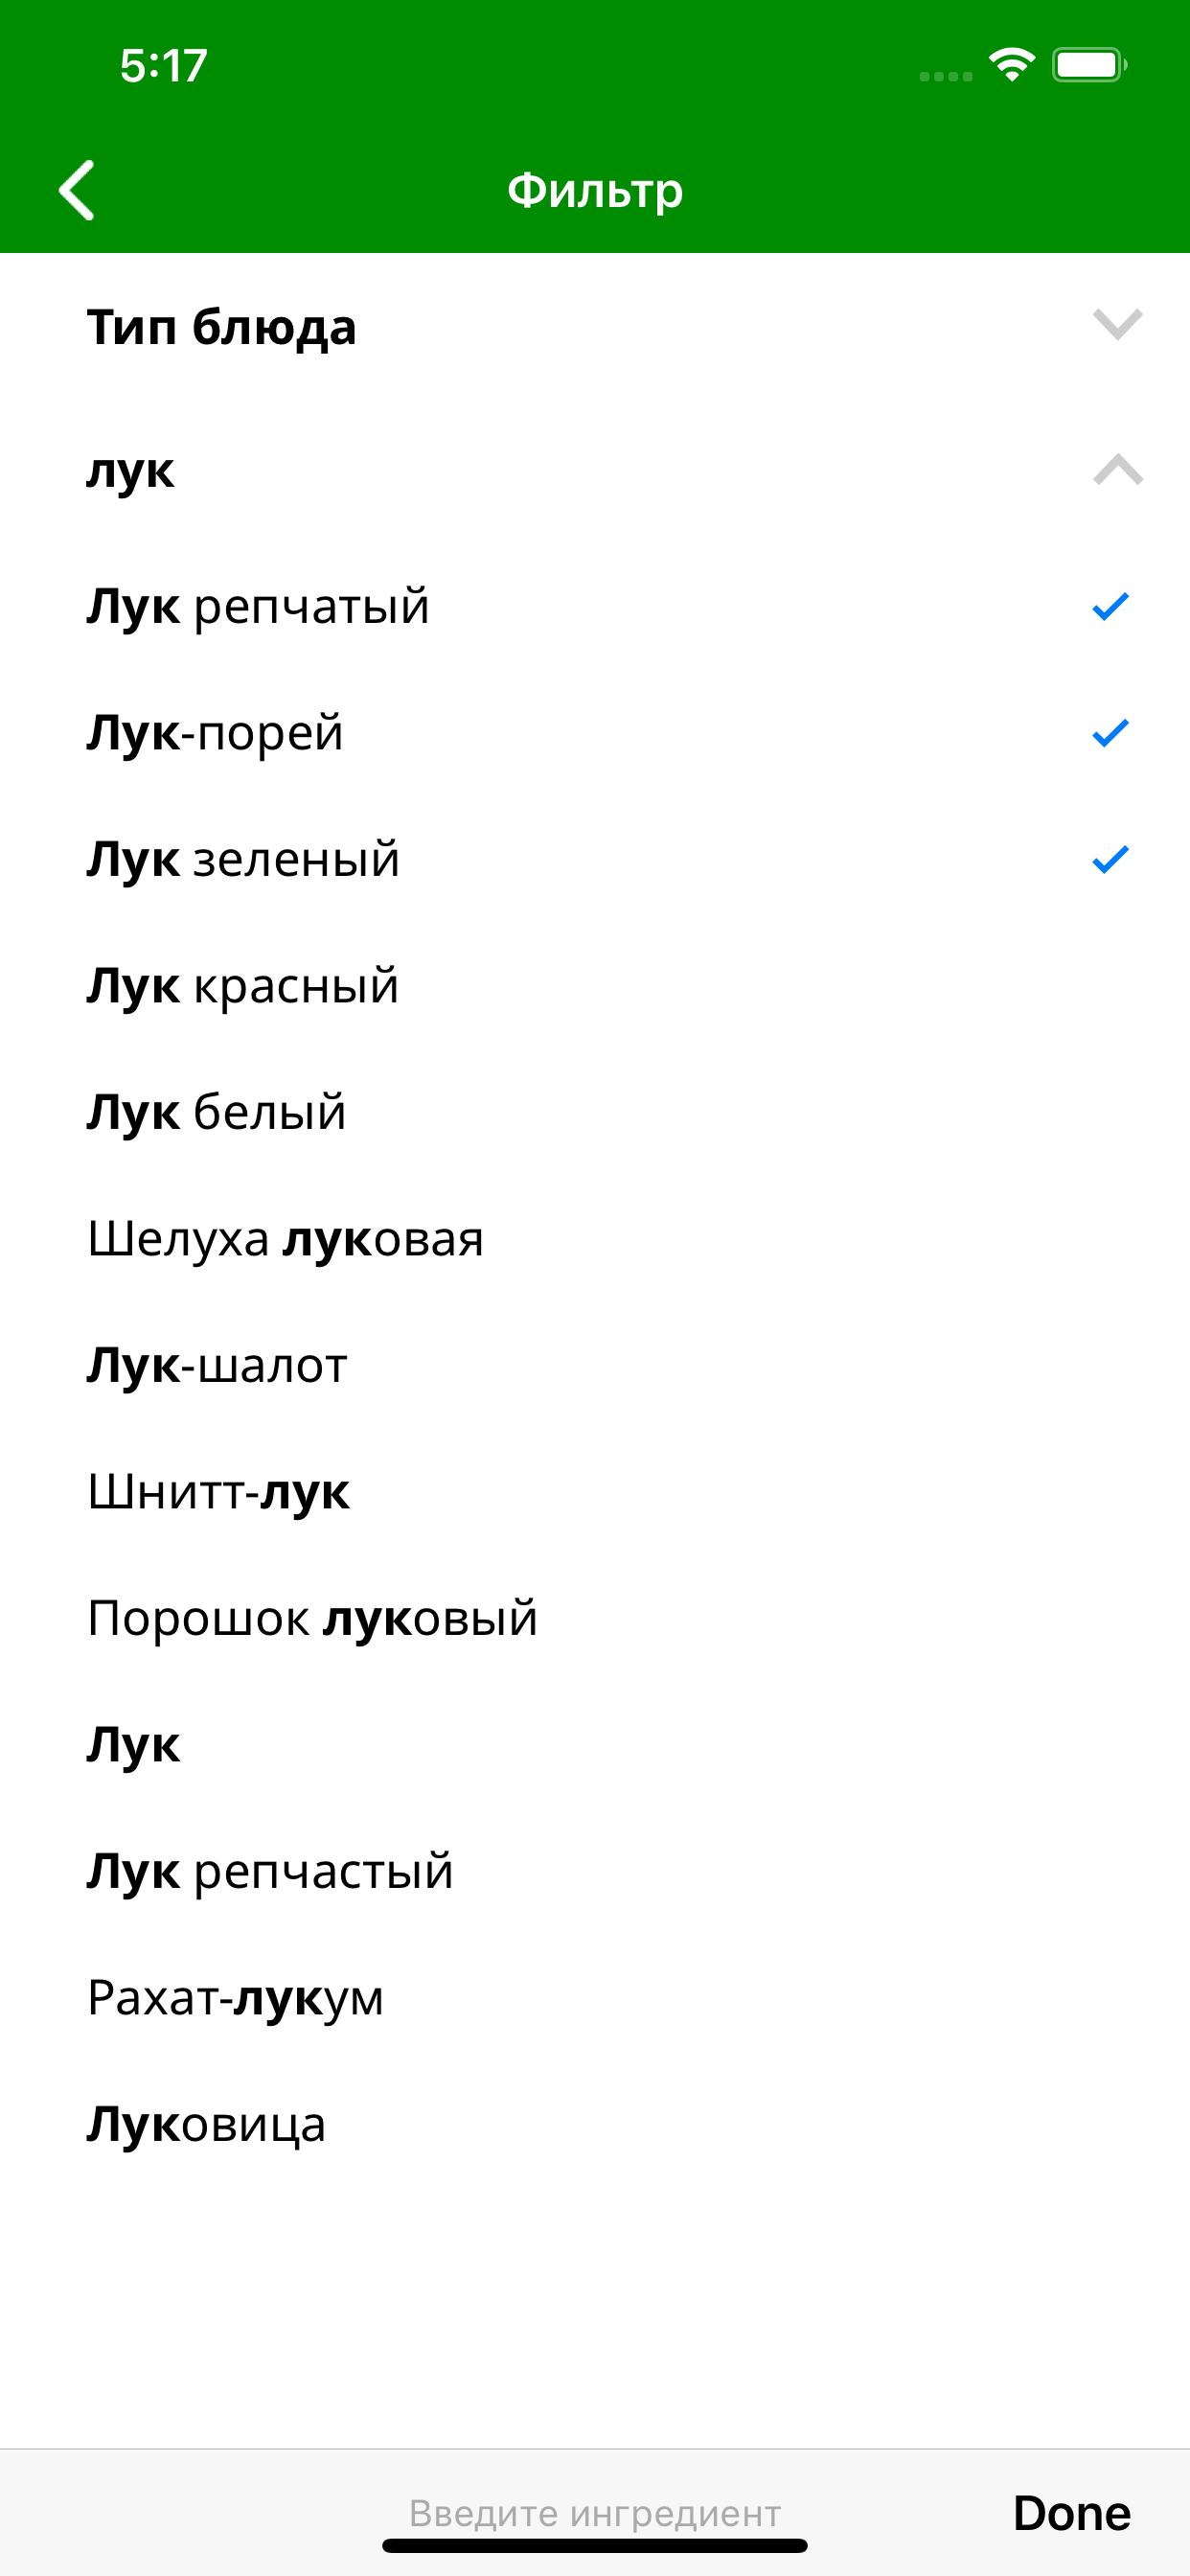 5:17
Фильтр
Тип блюда
лук
Лук репчатый
Лук-порей
Лук зеленый
Лук красный
Лук белый
Шелуха луковая
Лук-шалот
Шнитт-лук
Порошок луковый
Лук
Лук репчастый
Рахат-лукум
Луковица
Введите ингредиент
Done